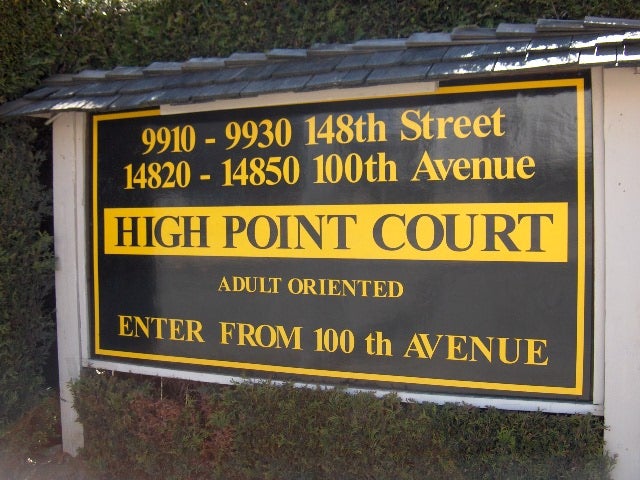 9910 - 9930 148th Street
14820 - 14850 100th Avenue
HIGH POINT COURT
ADULT ORIENTED
ENTER FROM 100 th AVENUE